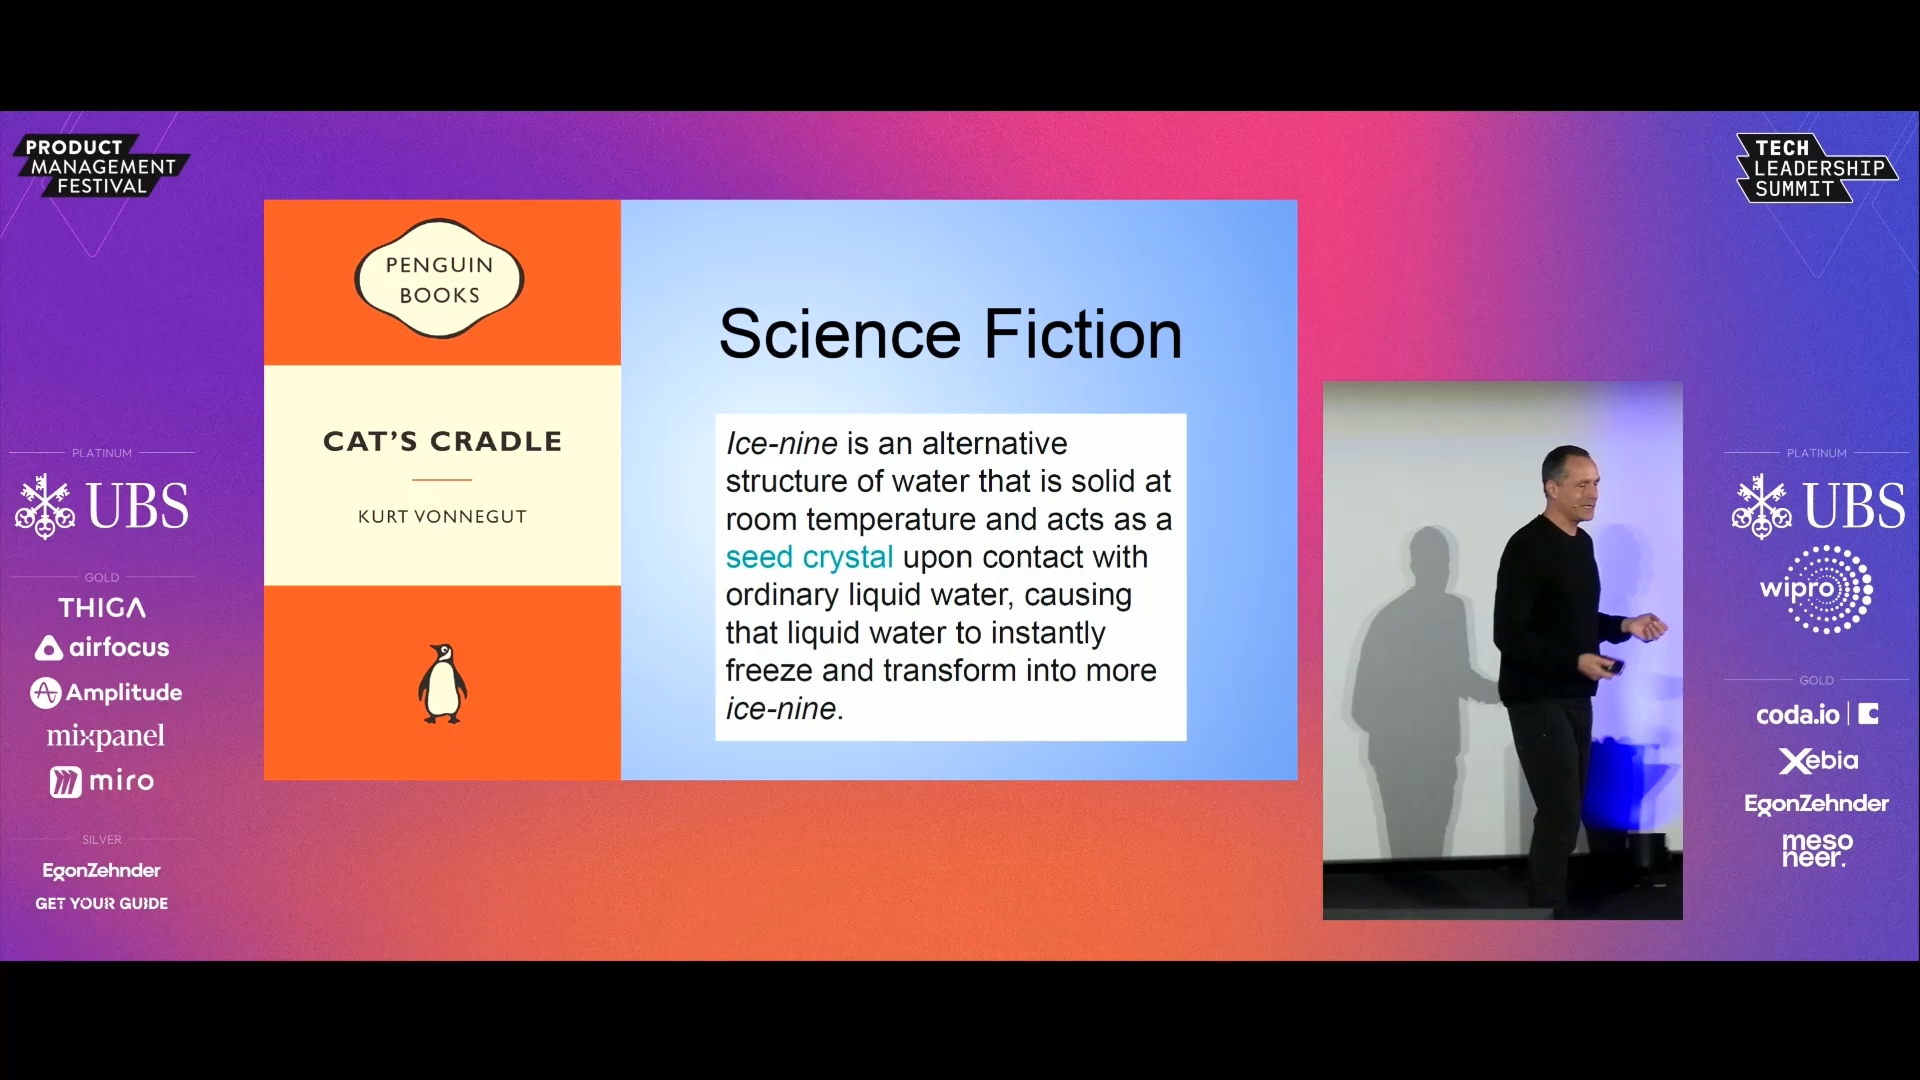 PRODUCT
MANAGEMENT
FESTIVAL
TECH
LEADERSHIP
SUMMIT
PENGUIN
BOOKS
CAT'S CRADLE
KURT VONNEGUT
Science Fiction
Ice-nine is an alternative
structure of water that is solid at
room temperature and acts as a
seed crystal upon contact with
ordinary liquid water, causing
that liquid water to instantly
freeze and transform into more
ice-nine.
PLATINUM
UBS
GOLD
THIGA
airfocus
Amplitude
mixpanel
miro
SILVER
EgonZehnder
GET YOUR GUIDE
PLATINUM
UBS
wipro
GOLD
coda.io
Xebia
EgonZehnder
meso
neer.